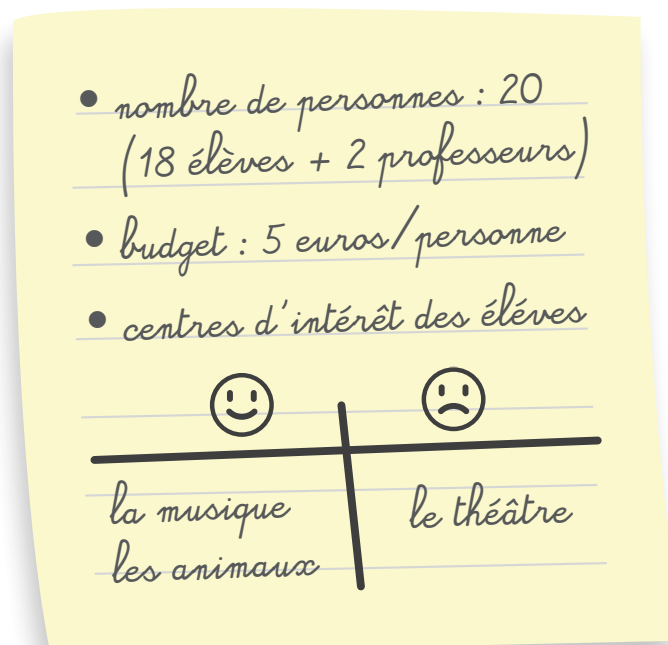 • nombre de personnes : 20
(18 élèves + 2 professeurs)
• budget : 5 euros/personne
• centres d'intérêt des éléves
la musique
les animaux
le théâtre